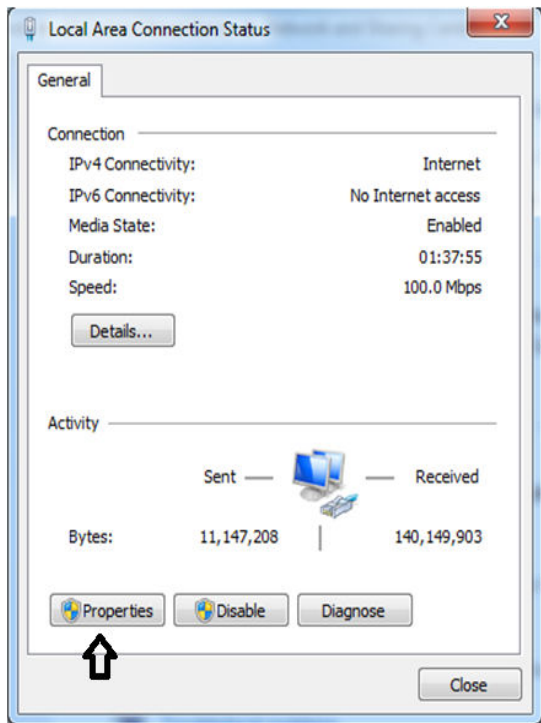 Local Area Connection Status
General
Connection
IPv4 Connectivity: Internet
IPv6 Connectivity: No Internet access
Media State: Enabled
Duration: 01:37:55
Speed: 100.0 Mbps
Details...
Activity
Sent Received
Bytes: 11,147,208 140,149,903
Properties Disable Diagnose
Close